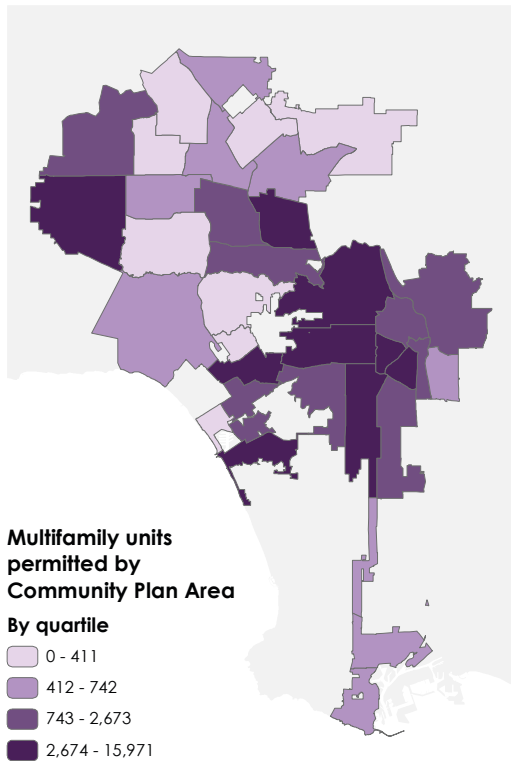 Multifamily units
permitted by
Community Plan Area
By quartile
0 - 411
412 - 742
743 - 2,673
2,674 - 15,971